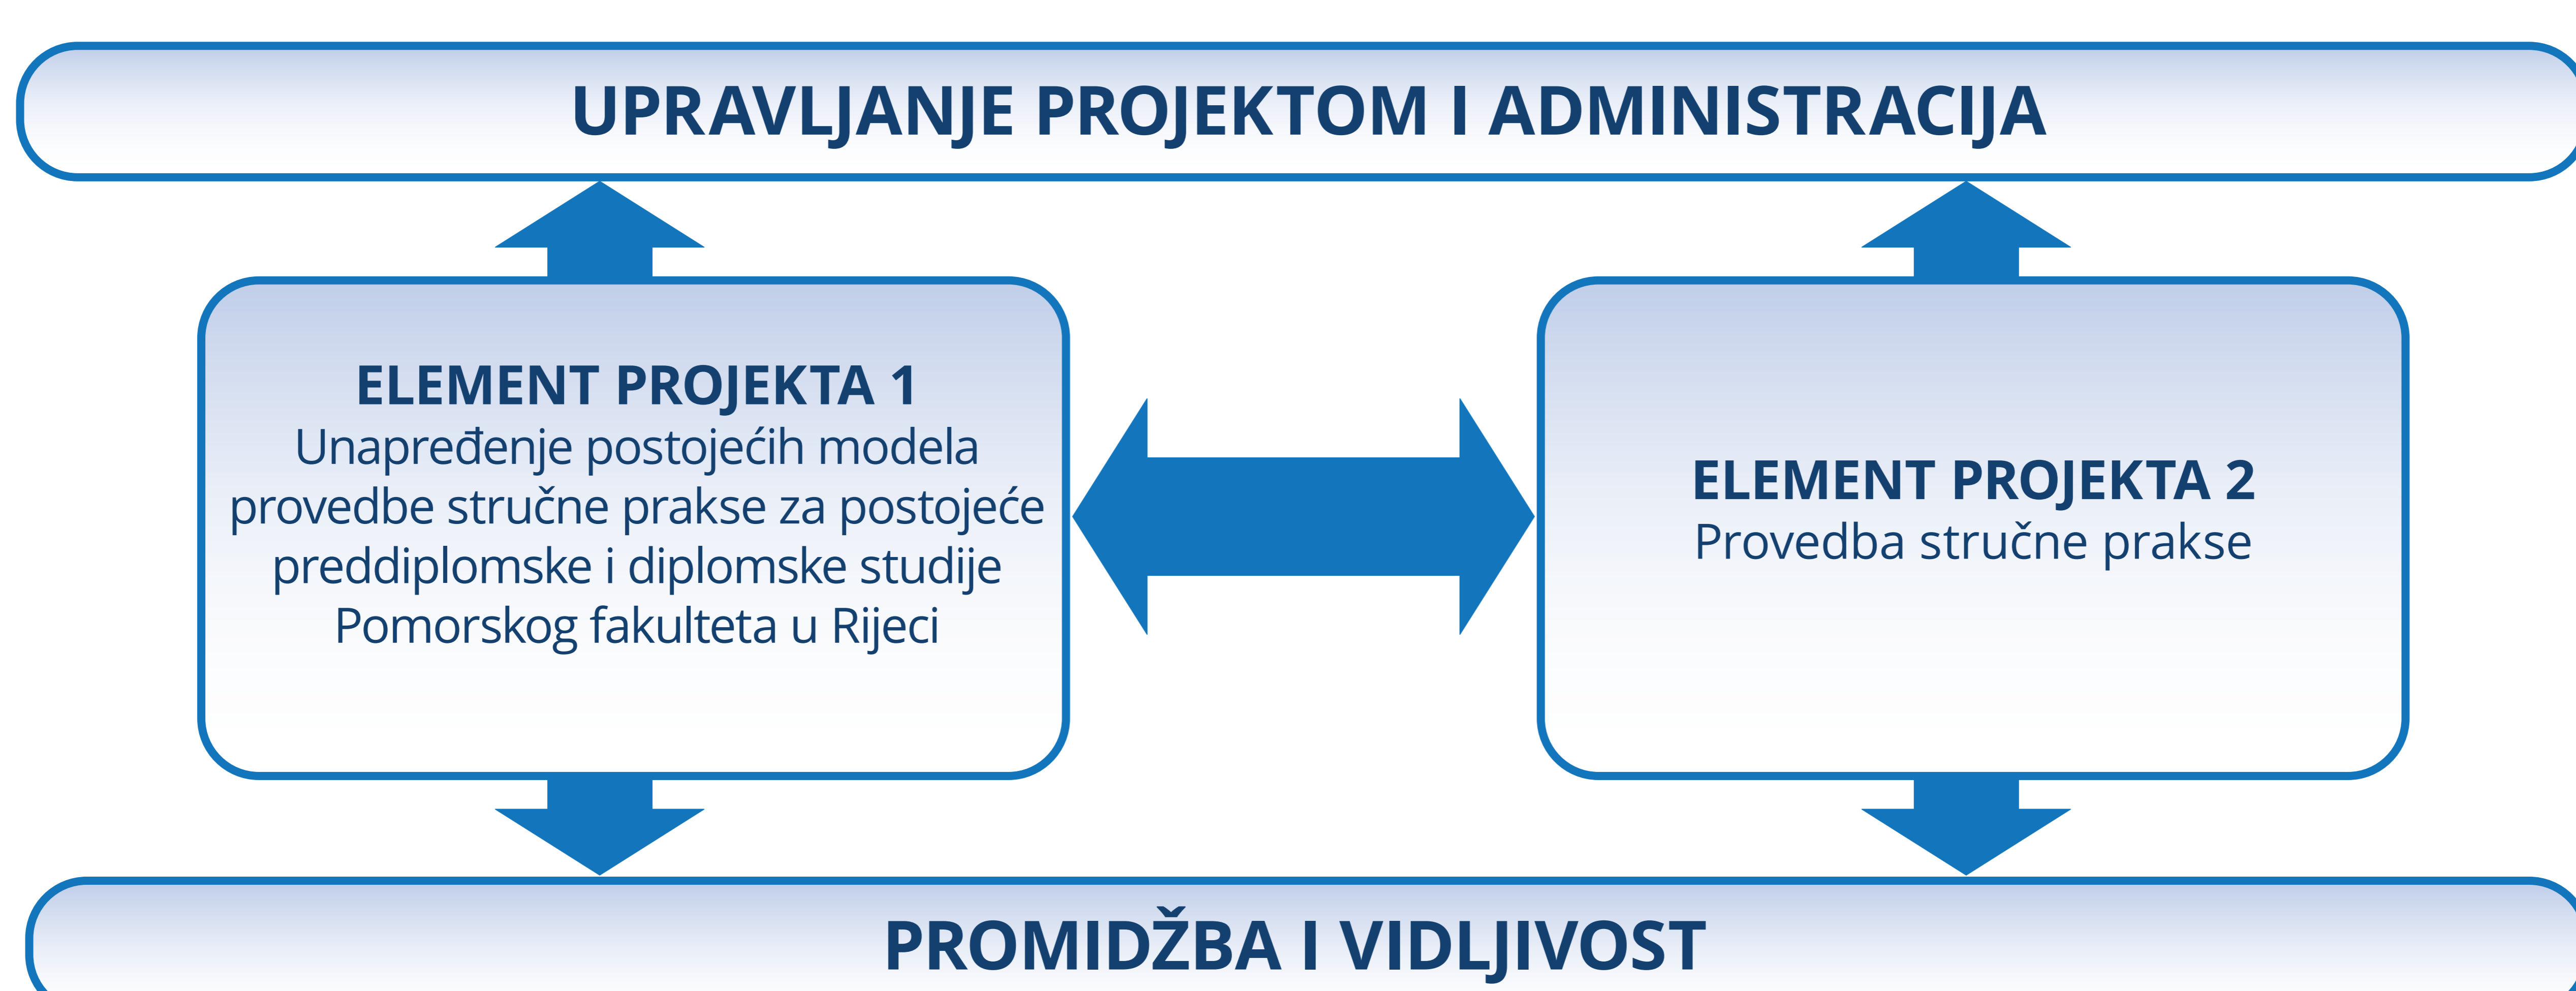 UPRAVLJANJE PROJEKTOM I ADMINISTRACIJA
ELEMENT PROJEKTA 1
Unapređenje postojećih modela
provedbe stručne prakse za postojeće
preddiplomske i diplomske studije
Pomorskog fakulteta u Rijeci
ELEMENT PROJEKTA 2
Provedba stručne prakse
PROMIDŽBA I VIDLJIVOST